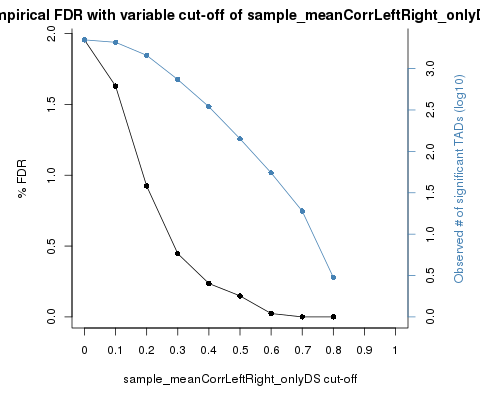 mpirical FDR with variable cut-off of sample_meanCorrLeftRight_onlyD
% FDR
0.0 0.5 1.0 1.5 2.0
0.0 0.5 1.0 1.5 2.0 2.5 3.0
Observed # of significant TADs (log10)
0 0.1 0.2 0.3 0.4 0.5 0.6 0.7 0.8 0.9 1
sample_meanCorrLeftRight_onlyDS cut-off